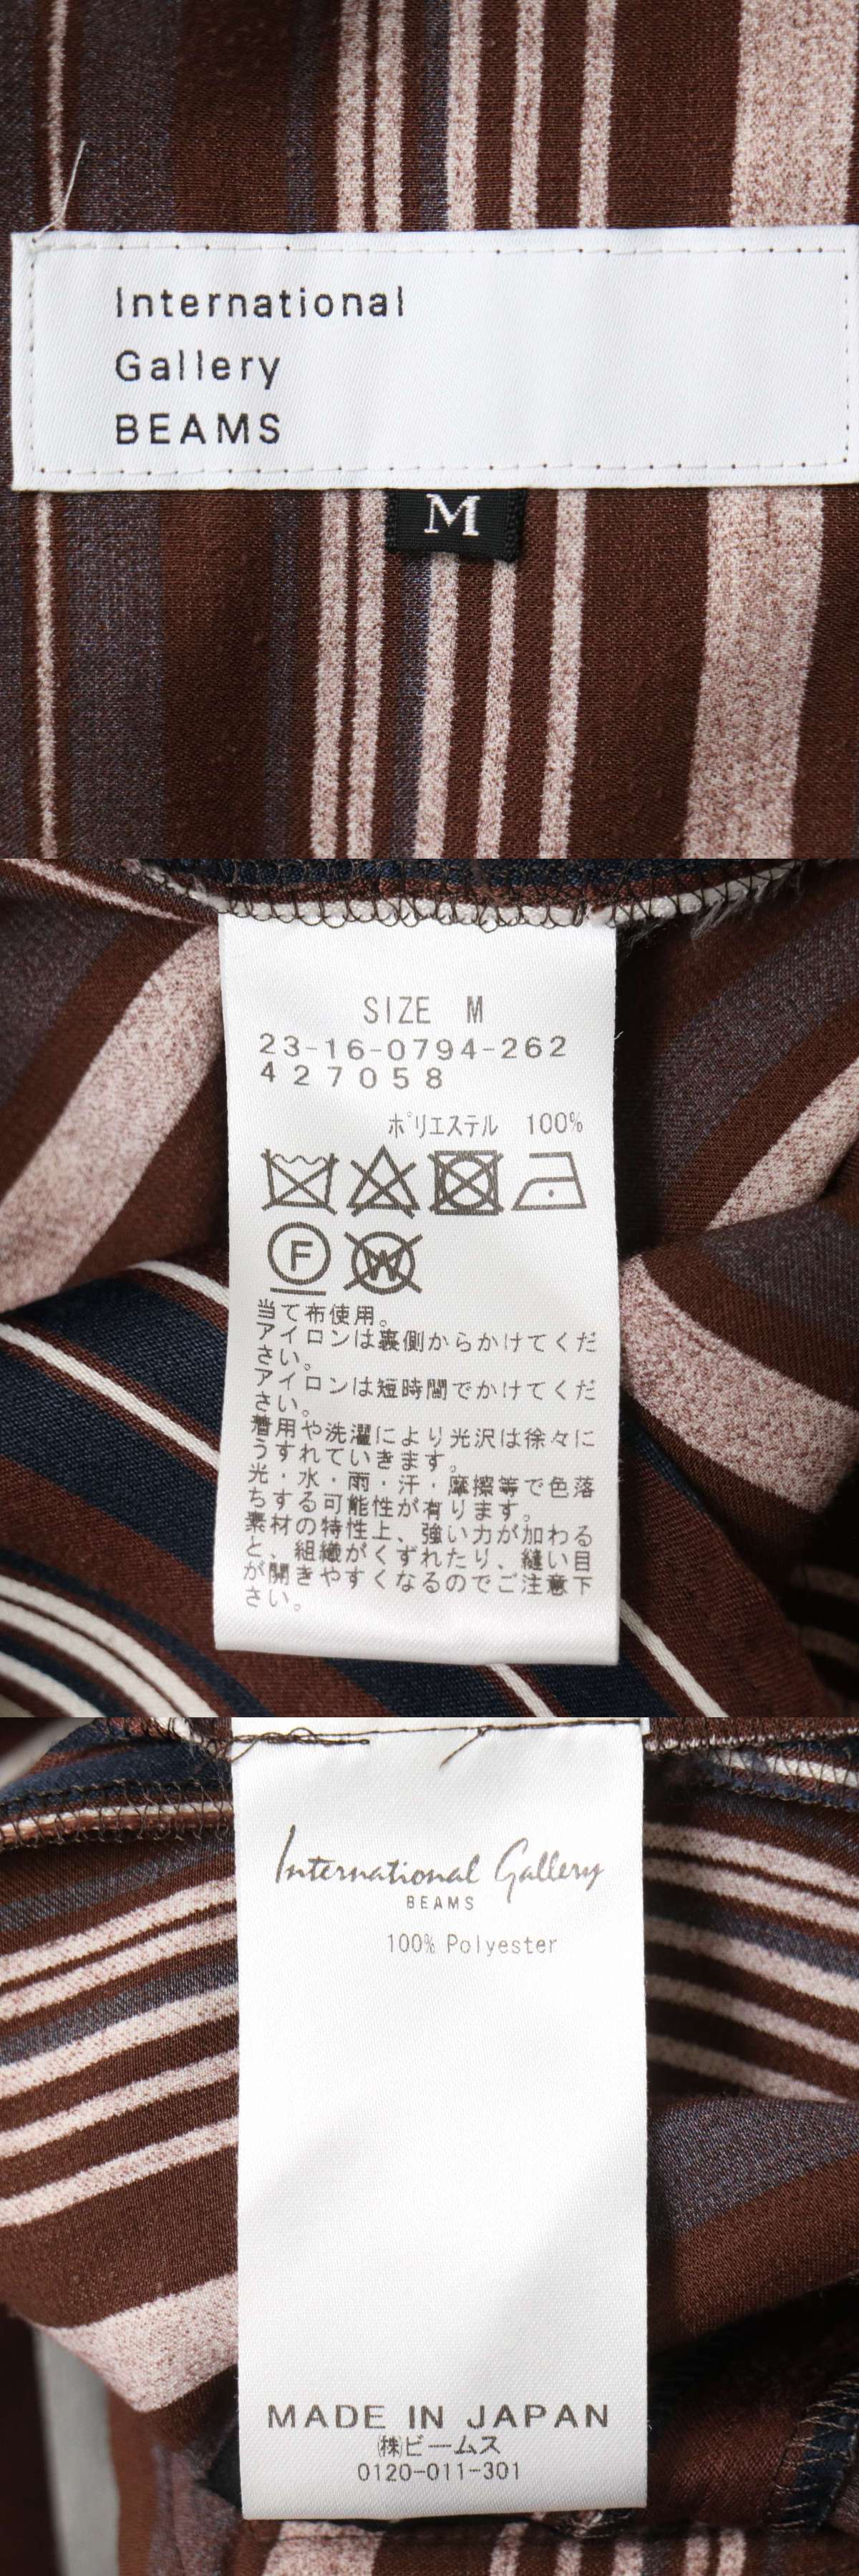 International
Gallery
BEAMS
M
SIZE M
23-16-0794-262
427058
ポリエステル 100%
F
W
当て布使用。
アイロンは裏側からかけてくだ
さい。
アイロンは短時間でかけてくだ
さい。
着用や洗濯により光沢は徐々に
うすれていきます。
光・水・雨・汗・摩擦等で色落
ちする可能性が有ります。
素材の特性上、強い力が加わる
と、組織がくずれたり、縫い目
が開きやすくなるのでご注意下
さい。
International Gallery
BEAMS
100% Polyester
MADE IN JAPAN
㈱ビームス
0120-011-301